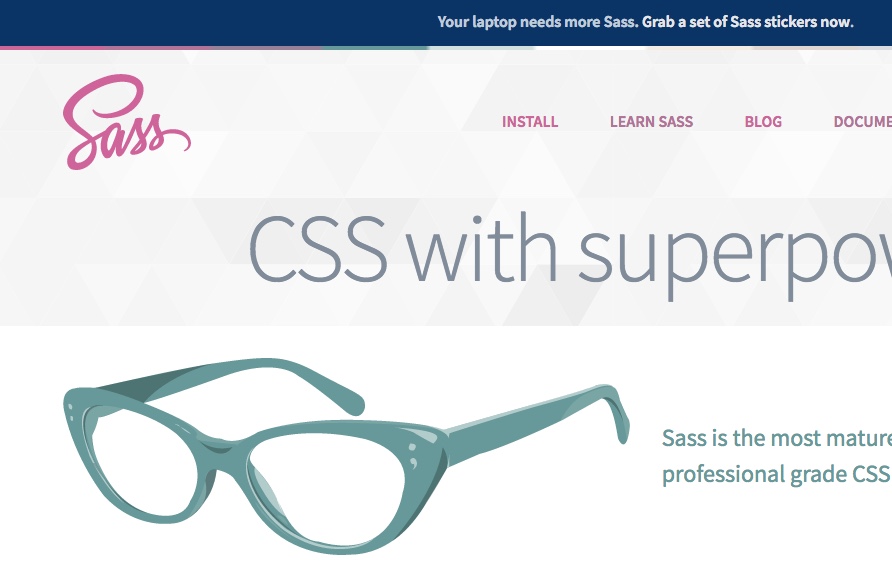 Your laptop needs more Sass. Grab a set of Sass stickers now.
Sass
INSTALL LEARN SASS BLOG DOCUME
CSS with superpow
Sass is the most mature
professional grade CSS